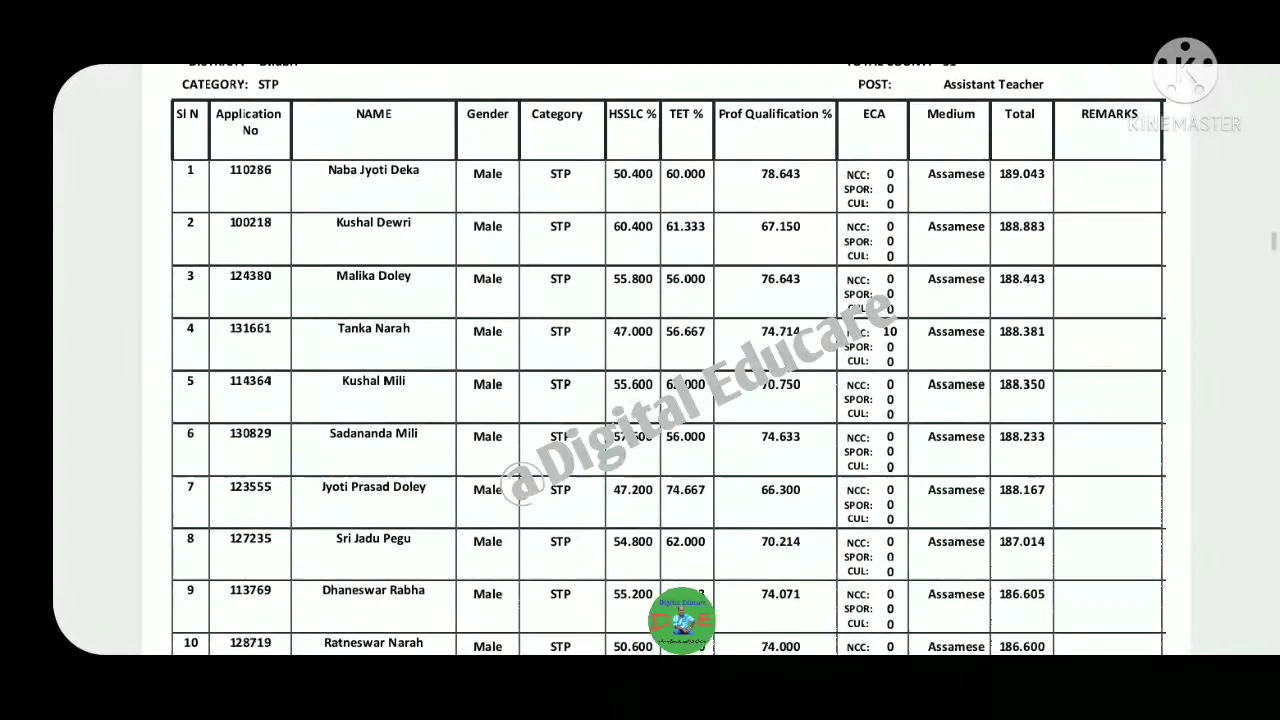 KINEMASTER
CATEGORY: STP POST: Assistant Teacher
Sl N Application No NAME Gender Category HSSLC % TET % Prof Qualification % ECA Medium Total REMARKS
1 110286 Naba Jyoti Deka Male STP 50.400 60.000 78.643 NCC: 0 Assamese 189.043
SPOR: 0
CUL: 0
2 100218 Kushal Dewri Male STP 60.400 61.333 67.150 NCC: 0 Assamese 188.883
SPOR: 0
CUL: 0
3 124380 Malika Doley Male STP 55.800 56.000 76.643 NCC: 0 Assamese 188.443
SPOR: 0
CUL: 0
4 131661 Tanka Narah Male STP 47.000 56.667 74.714 10 Assamese 188.381
SPOR: 0
CUL: 0
5 114364 Kushal Mili Male STP 55.600 NCC: 0 Assamese 188.350
SPOR: 0
CUL: 0
6 130829 Sadananda Mili Male STP 56.000 74.633 NCC: 0 Assamese 188.233
SPOR: 0
CUL: 0
7 123555 Jyoti Prasad Doley Male STP 47.200 74.667 66.300 NCC: 0 Assamese 188.167
SPOR: 0
CUL: 0
8 127235 Sri Jadu Pegu Male STP 54.800 62.000 70.214 NCC: 0 Assamese 187.014
SPOR: 0
CUL: 0
9 113769 Dhaneswar Rabha Male STP 55.200 74.071 NCC: 0 Assamese 186.605
SPOR: 0
CUL: 0
10 128719 Ratneswar Narah Male STP 50.600 74.000 NCC: 0 Assamese 186.600
@Digital Educare
Digital Educare
D E